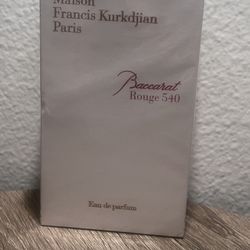 Maison
Francis Kurkdjian
Paris
Baccarat
Rouge 540
Eau de parfum